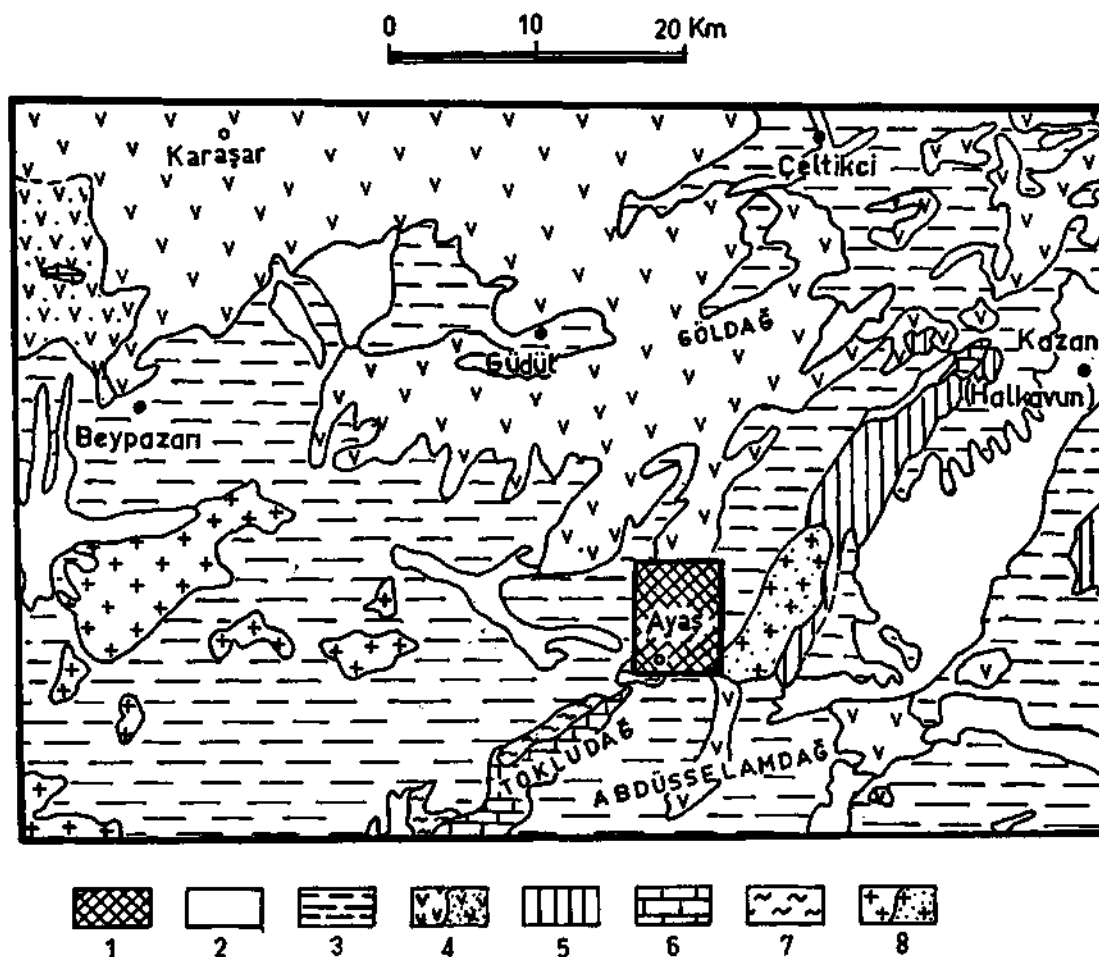 0 10 20 Km
Karaşar
Çeltikci
GÖLDAĞ
Güdül
Kazan
(Halkavun)
Beypazarı
Ayaş
TOKLUDAĞ
ABDÜSSELAMDAĞ
1 2 3 4 5 6 7 8